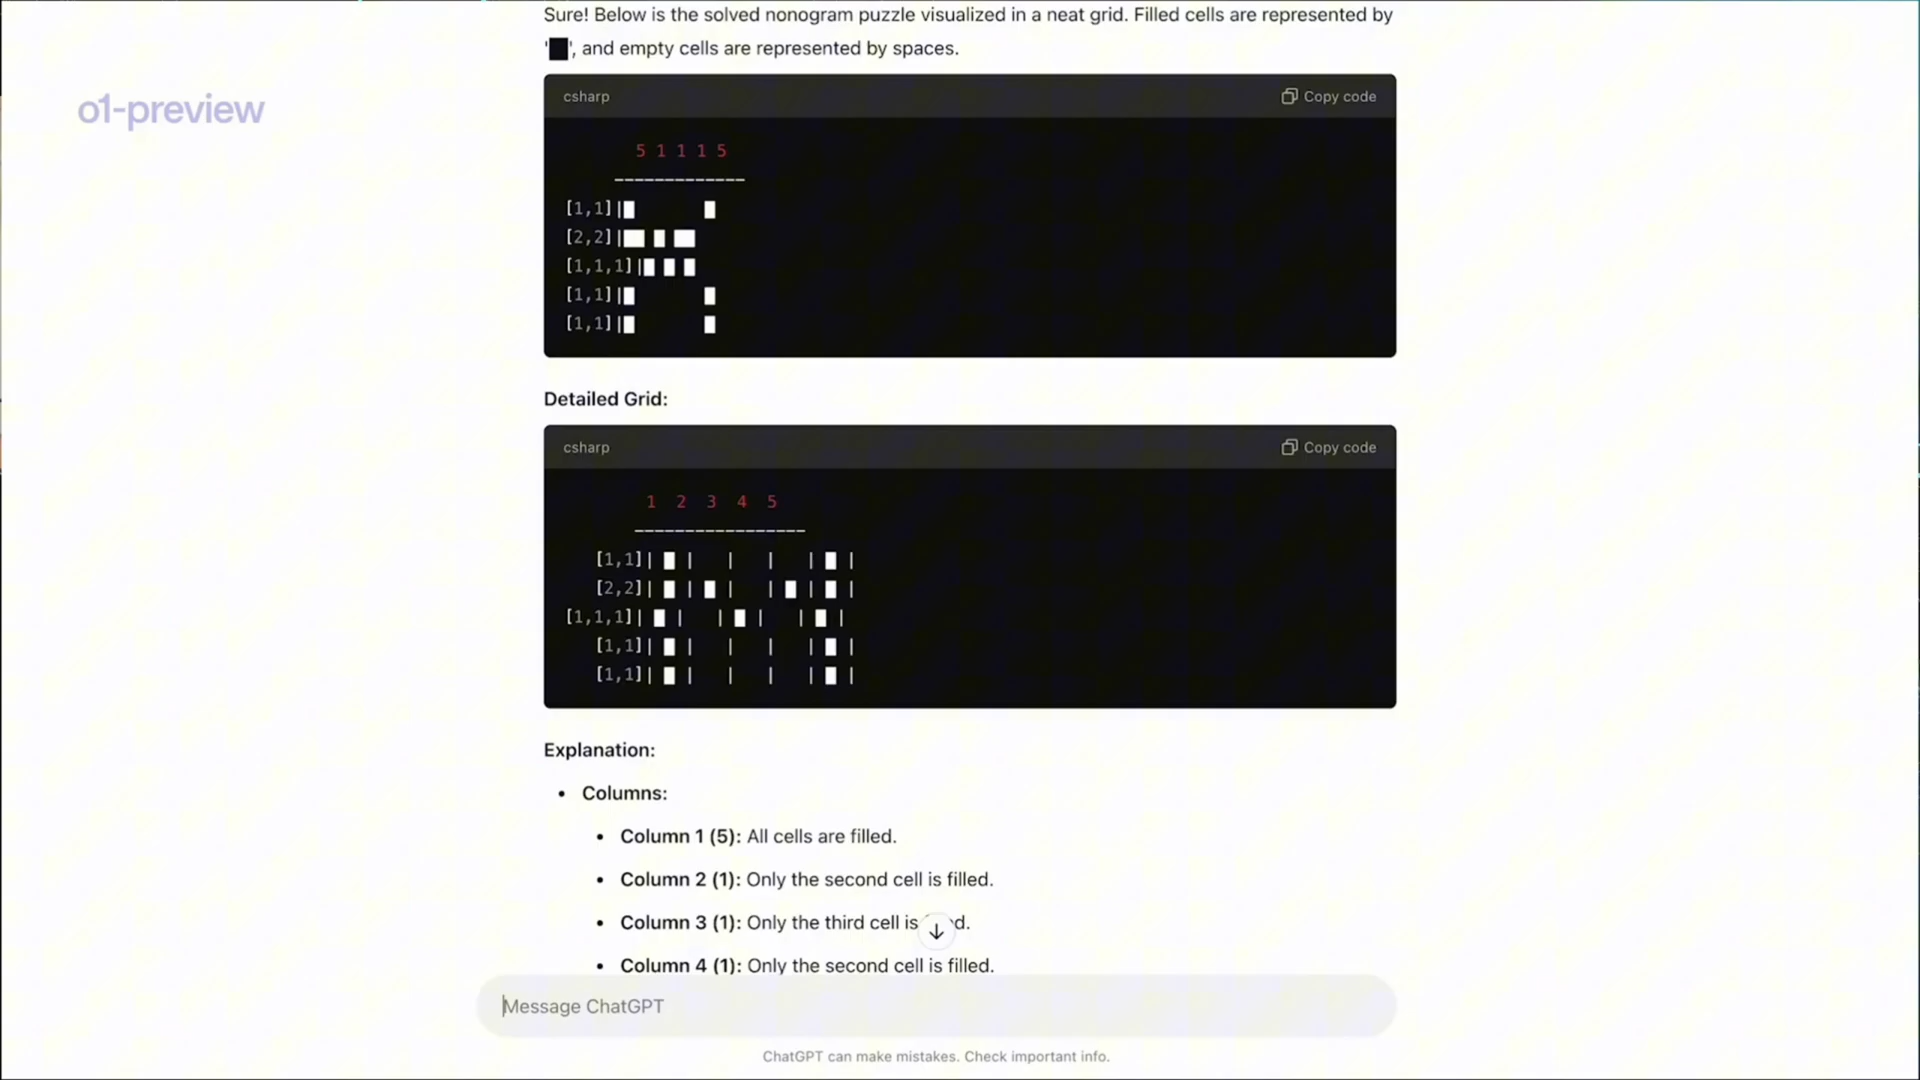 Sure! Below is the solved nonogram puzzle visualized in a neat grid. Filled cells are represented by
'█', and empty cells are represented by spaces.
o1-preview
csharp
Copy code
5 1 1 1 5
-------------
[1,1]|█       █
[2,2]|██ █ ██
[1,1,1]|█ █ █
[1,1]|█       █
[1,1]|█       █
Detailed Grid:
csharp
Copy code
1  2  3  4  5
-----------------
[1,1]| █ |   |   |   | █ |
[2,2]| █ | █ |   | █ | █ |
[1,1,1]| █ |   | █ |   | █ |
[1,1]| █ |   |   |   | █ |
[1,1]| █ |   |   |   | █ |
Explanation:
• Columns:
• Column 1 (5): All cells are filled.
• Column 2 (1): Only the second cell is filled.
• Column 3 (1): Only the third cell is
• Column 4 (1): Only the second cell is filled.
Message ChatGPT
ChatGPT can make mistakes. Check important info.